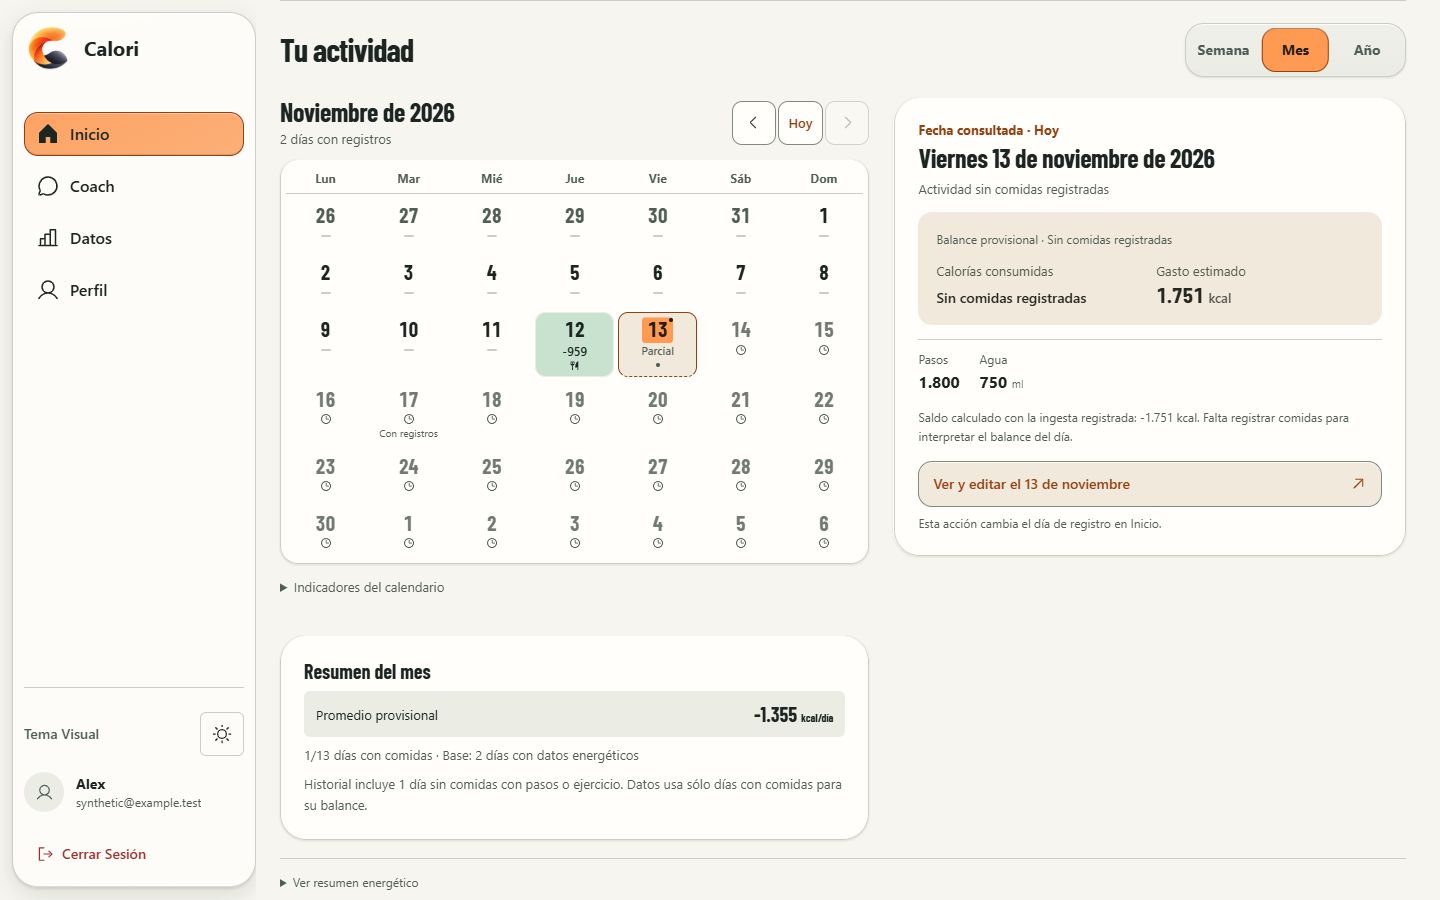 Calori
Inicio
Coach
Datos
Perfil
Tema Visual
Alex
synthetic@example.test
Cerrar Sesión
Tu actividad
Semana Mes Año
Noviembre de 2026
2 días con registros
Hoy
Lun Mar Mié Jue Vie Sáb Dom
26 27 28 29 30 31 1
— — — — — — —
2 3 4 5 6 7 8
— — — — — — —
9 10 11 12 13 14 15
— — — -959 Parcial
16 17 18 19 20 21 22
Con registros
23 24 25 26 27 28 29
30 1 2 3 4 5 6
Indicadores del calendario
Resumen del mes
Promedio provisional -1.355 kcal/día
1/13 días con comidas · Base: 2 días con datos energéticos
Historial incluye 1 día sin comidas con pasos o ejercicio. Datos usa sólo días con comidas para
su balance.
Ver resumen energético
Fecha consultada · Hoy
Viernes 13 de noviembre de 2026
Actividad sin comidas registradas
Balance provisional · Sin comidas registradas
Calorías consumidas Gasto estimado
Sin comidas registradas 1.751 kcal
Pasos Agua
1.800 750 ml
Saldo calculado con la ingesta registrada: -1.751 kcal. Falta registrar comidas para
interpretar el balance del día.
Ver y editar el 13 de noviembre
Esta acción cambia el día de registro en Inicio.